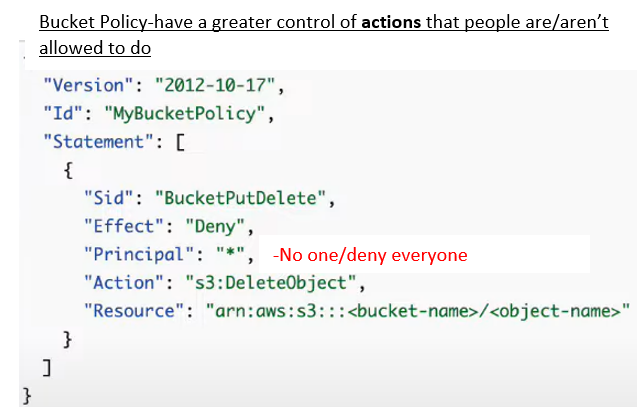 Bucket Policy-have a greater control of actions that people are/aren’t
allowed to do
"Version": "2012-10-17",
"Id": "MyBucketPolicy",
"Statement": [
{
"Sid": "BucketPutDelete",
"Effect": "Deny",
"Principal": "*", -No one/deny everyone
"Action": "s3:DeleteObject",
"Resource": "arn:aws:s3:::<bucket-name>/<object-name>"
}
]
}